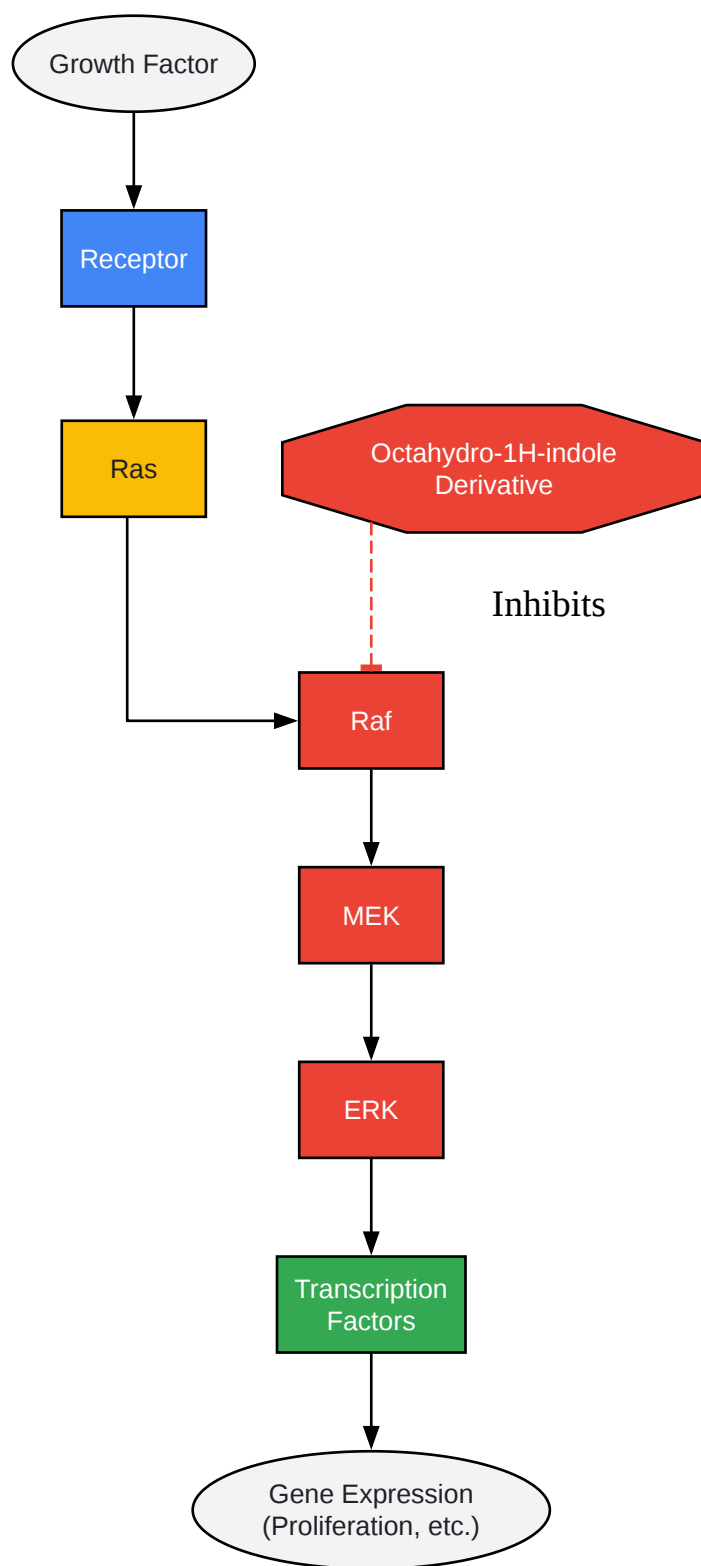 Growth Factor
Receptor
Ras
Octahydro-1H-indole
Derivative
Inhibits
Raf
MEK
ERK
Transcription
Factors
Gene Expression
(Proliferation, etc.)